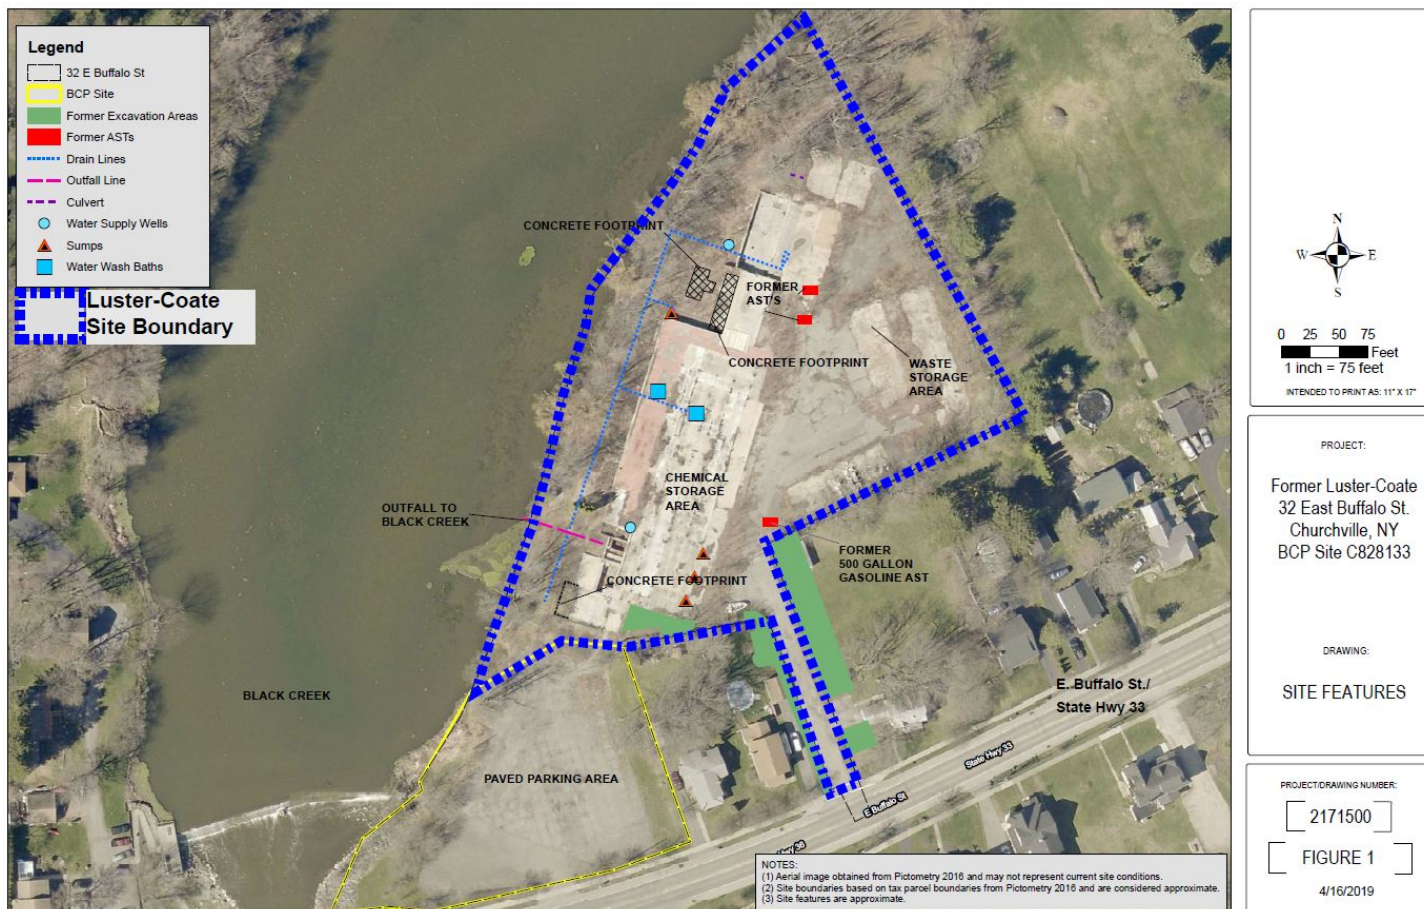 Legend
32 E Buffalo St
BCP Site
Former Excavation Areas
Former ASTs
Drain Lines
Outfall Line
Culvert
Water Supply Wells
Sumps
Water Wash Baths
Luster-Coate
Site Boundary
CONCRETE FOOTPRINT
FORMER
AST'S
CONCRETE FOOTPRINT
WASTE
STORAGE
AREA
CHEMICAL
STORAGE
AREA
OUTFALL TO
BLACK CREEK
FORMER
500 GALLON
GASOLINE AST
CONCRETE FOOTPRINT
BLACK CREEK
E. Buffalo St./
State Hwy 33
PAVED PARKING AREA
State Hwy 33
E Buffalo St
NOTES:
(1) Aerial image obtained from Pictometry 2016 and may not represent current site conditions.
(2) Site boundaries based on tax parcel boundaries from Pictometry 2016 and are considered approximate.
(3) Site features are approximate.
N
W E
S
0 25 50 75
Feet
1 inch = 75 feet
INTENDED TO PRINT AS: 11" X 17"
PROJECT:
Former Luster-Coate
32 East Buffalo St.
Churchville, NY
BCP Site C828133
DRAWING:
SITE FEATURES
PROJECT/DRAWING NUMBER:
2171500
FIGURE 1
4/16/2019